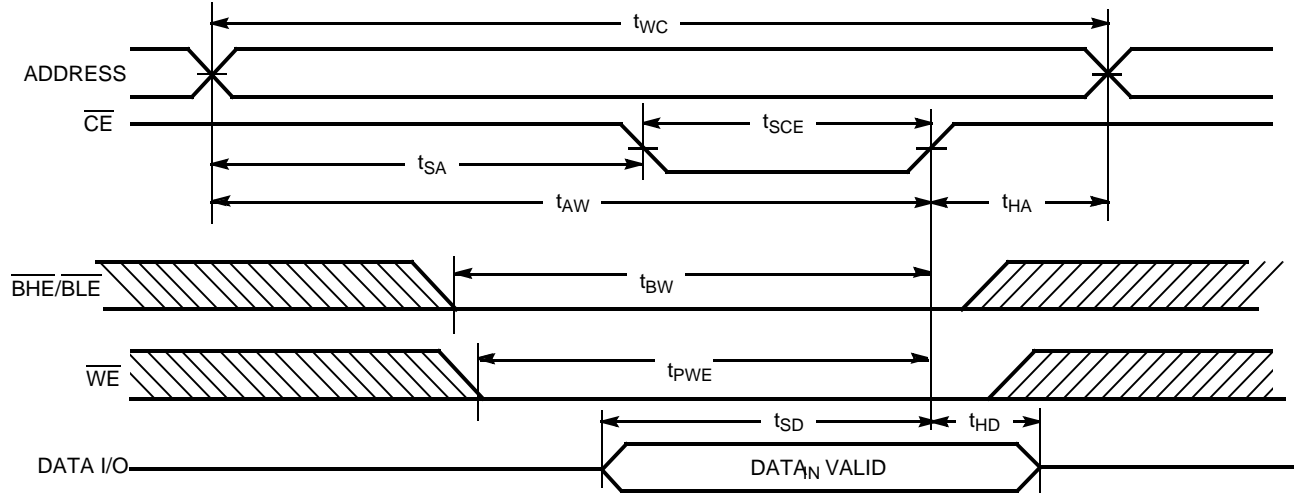 tWC
ADDRESS
CE
tSCE
tSA
tAW
tHA
BHE/BLE
tBW
WE
tPWE
tSD
tHD
DATA I/O
DATAIN VALID